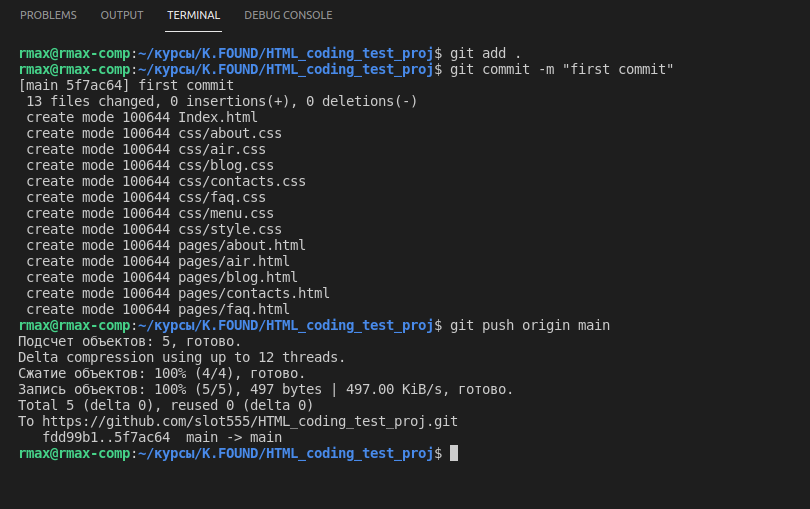 PROBLEMS OUTPUT TERMINAL DEBUG CONSOLE
rmax@rmax-comp:~/курсы/K.FOUND/HTML_coding_test_proj$ git add .
rmax@rmax-comp:~/курсы/K.FOUND/HTML_coding_test_proj$ git commit -m "first commit"
[main 5f7ac64] first commit
 13 files changed, 0 insertions(+), 0 deletions(-)
 create mode 100644 Index.html
 create mode 100644 css/about.css
 create mode 100644 css/air.css
 create mode 100644 css/blog.css
 create mode 100644 css/contacts.css
 create mode 100644 css/faq.css
 create mode 100644 css/menu.css
 create mode 100644 css/style.css
 create mode 100644 pages/about.html
 create mode 100644 pages/air.html
 create mode 100644 pages/blog.html
 create mode 100644 pages/contacts.html
 create mode 100644 pages/faq.html
rmax@rmax-comp:~/курсы/K.FOUND/HTML_coding_test_proj$ git push origin main
Подсчет объектов: 5, готово.
Delta compression using up to 12 threads.
Сжатие объектов: 100% (4/4), готово.
Запись объектов: 100% (5/5), 497 bytes | 497.00 KiB/s, готово.
Total 5 (delta 0), reused 0 (delta 0)
To https://github.com/slot555/HTML_coding_test_proj.git
   fdd99b1..5f7ac64  main -> main
rmax@rmax-comp:~/курсы/K.FOUND/HTML_coding_test_proj$